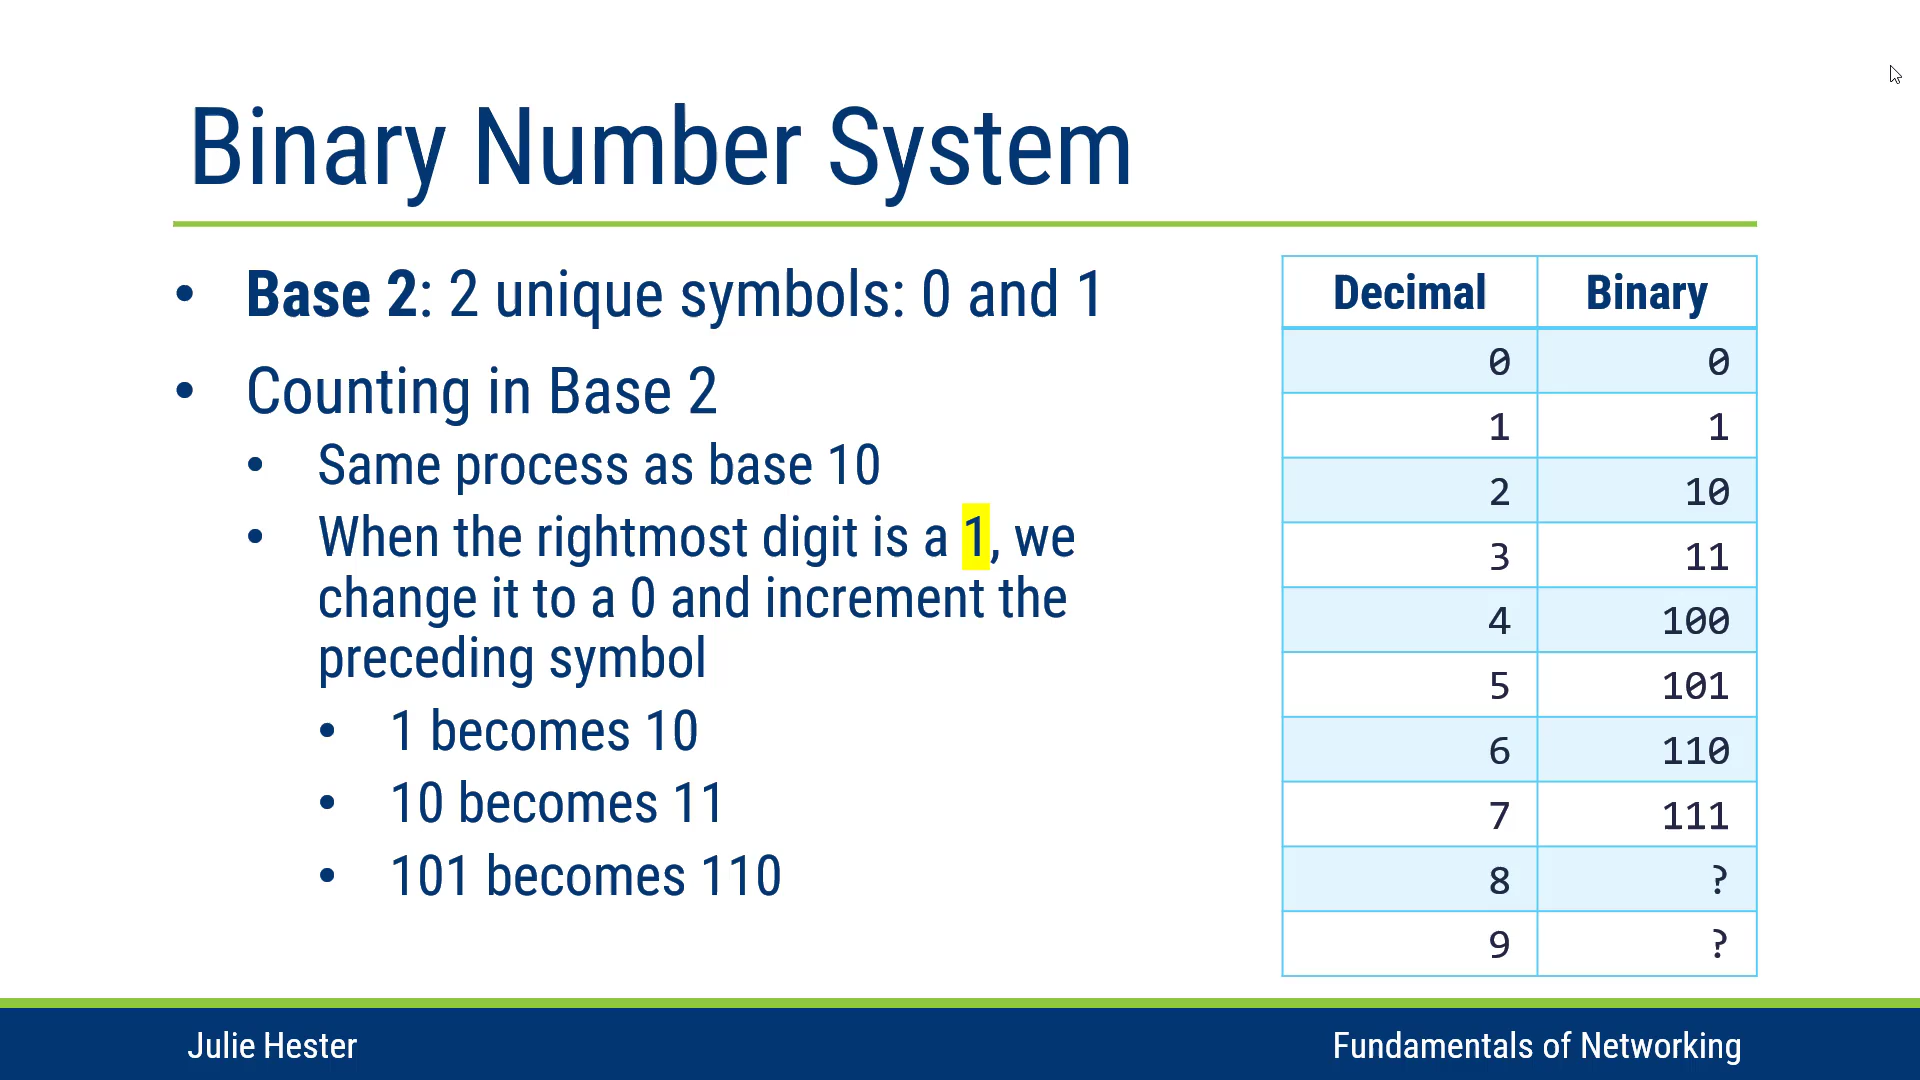 Binary Number System
• Base 2: 2 unique symbols: 0 and 1
• Counting in Base 2
• Same process as base 10
• When the rightmost digit is a 1, we
change it to a 0 and increment the
preceding symbol
• 1 becomes 10
• 10 becomes 11
• 101 becomes 110
Decimal Binary
0 0
1 1
2 10
3 11
4 100
5 101
6 110
7 111
8 ?
9 ?
Julie Hester
Fundamentals of Networking